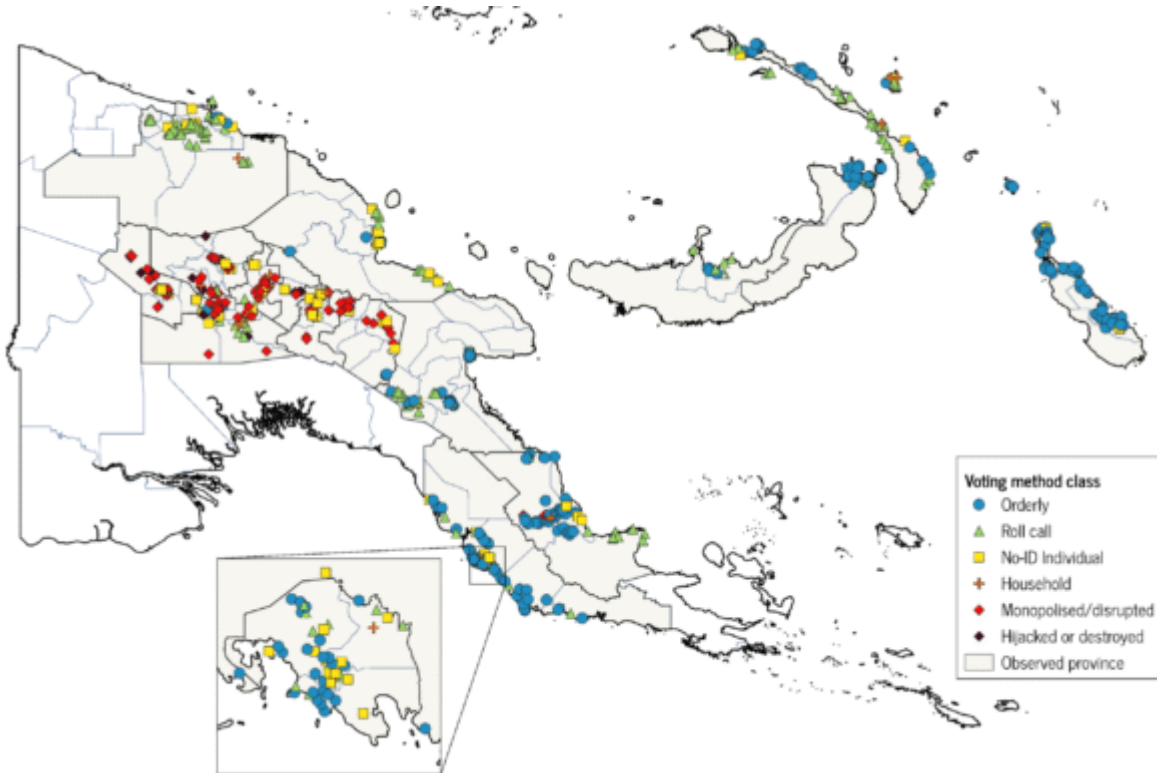 Voting method class
Orderly
Roll call
No-ID Individual
Household
Monopolised/disrupted
Hijacked or destroyed
Observed province